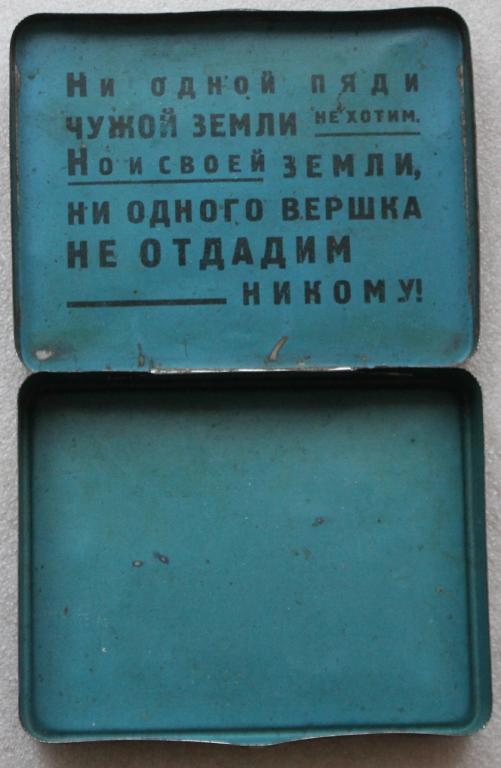 Ни одной пяди
чужой земли не хотим.
Но и своей земли,
ни одного вершка
не отдадим
никому!